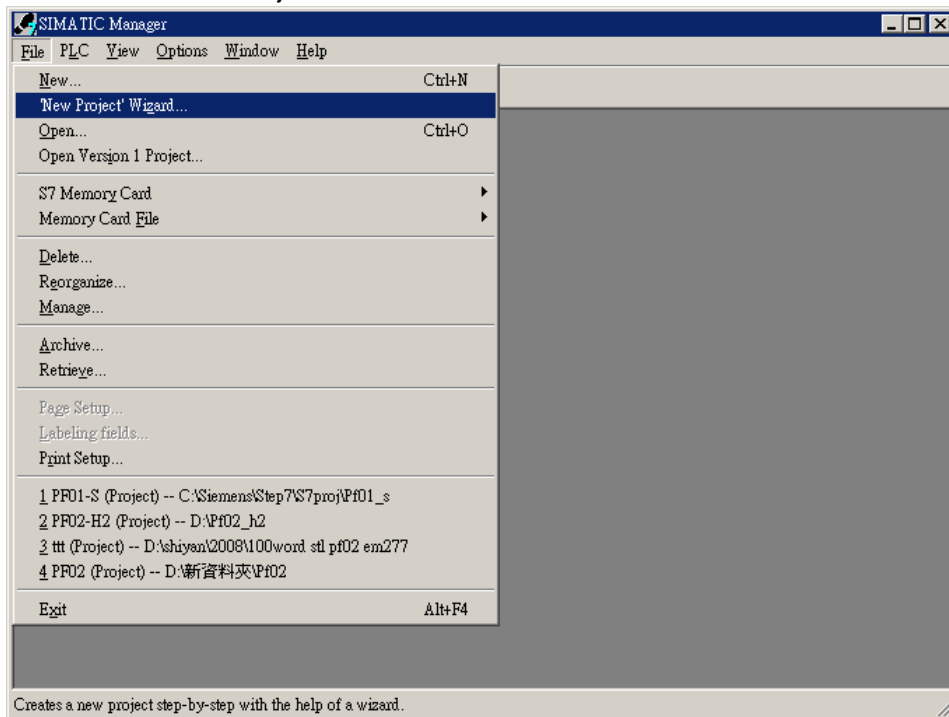 SIMATIC Manager
File PLC View Options Window Help
New... Ctrl+N
'New Project' Wizard...
Open... Ctrl+O
Open Version 1 Project...
S7 Memory Card
Memory Card File
Delete...
Reorganize...
Manage...
Archive...
Retrieve...
Page Setup...
Labeling fields...
Print Setup...
1 PF01-S (Project) -- C:\Siemens\Step7\S7proj\Pf01_s
2 PF02-H2 (Project) -- D:\Pf02_h2
3 ttt (Project) -- D:\shiyan\2008\100word stl pf02 em277
4 PF02 (Project) -- D:\新資料夾\Pf02
Exit Alt+F4
Creates a new project step-by-step with the help of a wizard.